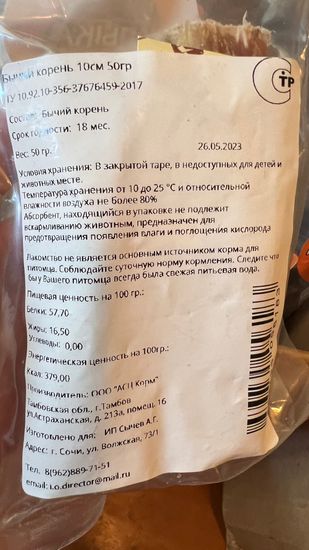 Бычий корень 10см 50гр
ТУ 10.92.10-356-37676459-2017
Состав: Бычий корень
Срок годности: 18 мес.
Вес: 50 гр.
26.05.2023
Условия хранения: В закрытой таре, в недоступных для детей и
животных месте.
Температура хранения от 10 до 25 °C и относительной
влажности воздуха не более 80%
Абсорбент, находящийся в упаковке не подлежит
вскармливанию животным, предназначен для
предотвращения появления влаги и поглощения кислорода
Лакомство не является основным источником корма для
питомца. Соблюдайте суточную норму кормления. Следите что
бы у Вашего питомца всегда была свежая питьевая вода.
Пищевая ценность на 100 гр.:
Белки: 57,70
Жиры: 16,50
Углеводы: 0,00
Энергетическая ценность на 100гр.:
Ккал: 379,00
Производитель: ООО "АСЦ Корм"
Тамбовская обл., г.Тамбов
ул.Астраханская, д. 213а, помещ. 16
Изготовлено для: ИП Сычев А.Г.
Адрес: г. Сочи, ул. Волжская, 73/1
Тел. 8(962)889-71-51
email: i.o.director@mail.ru
СТР